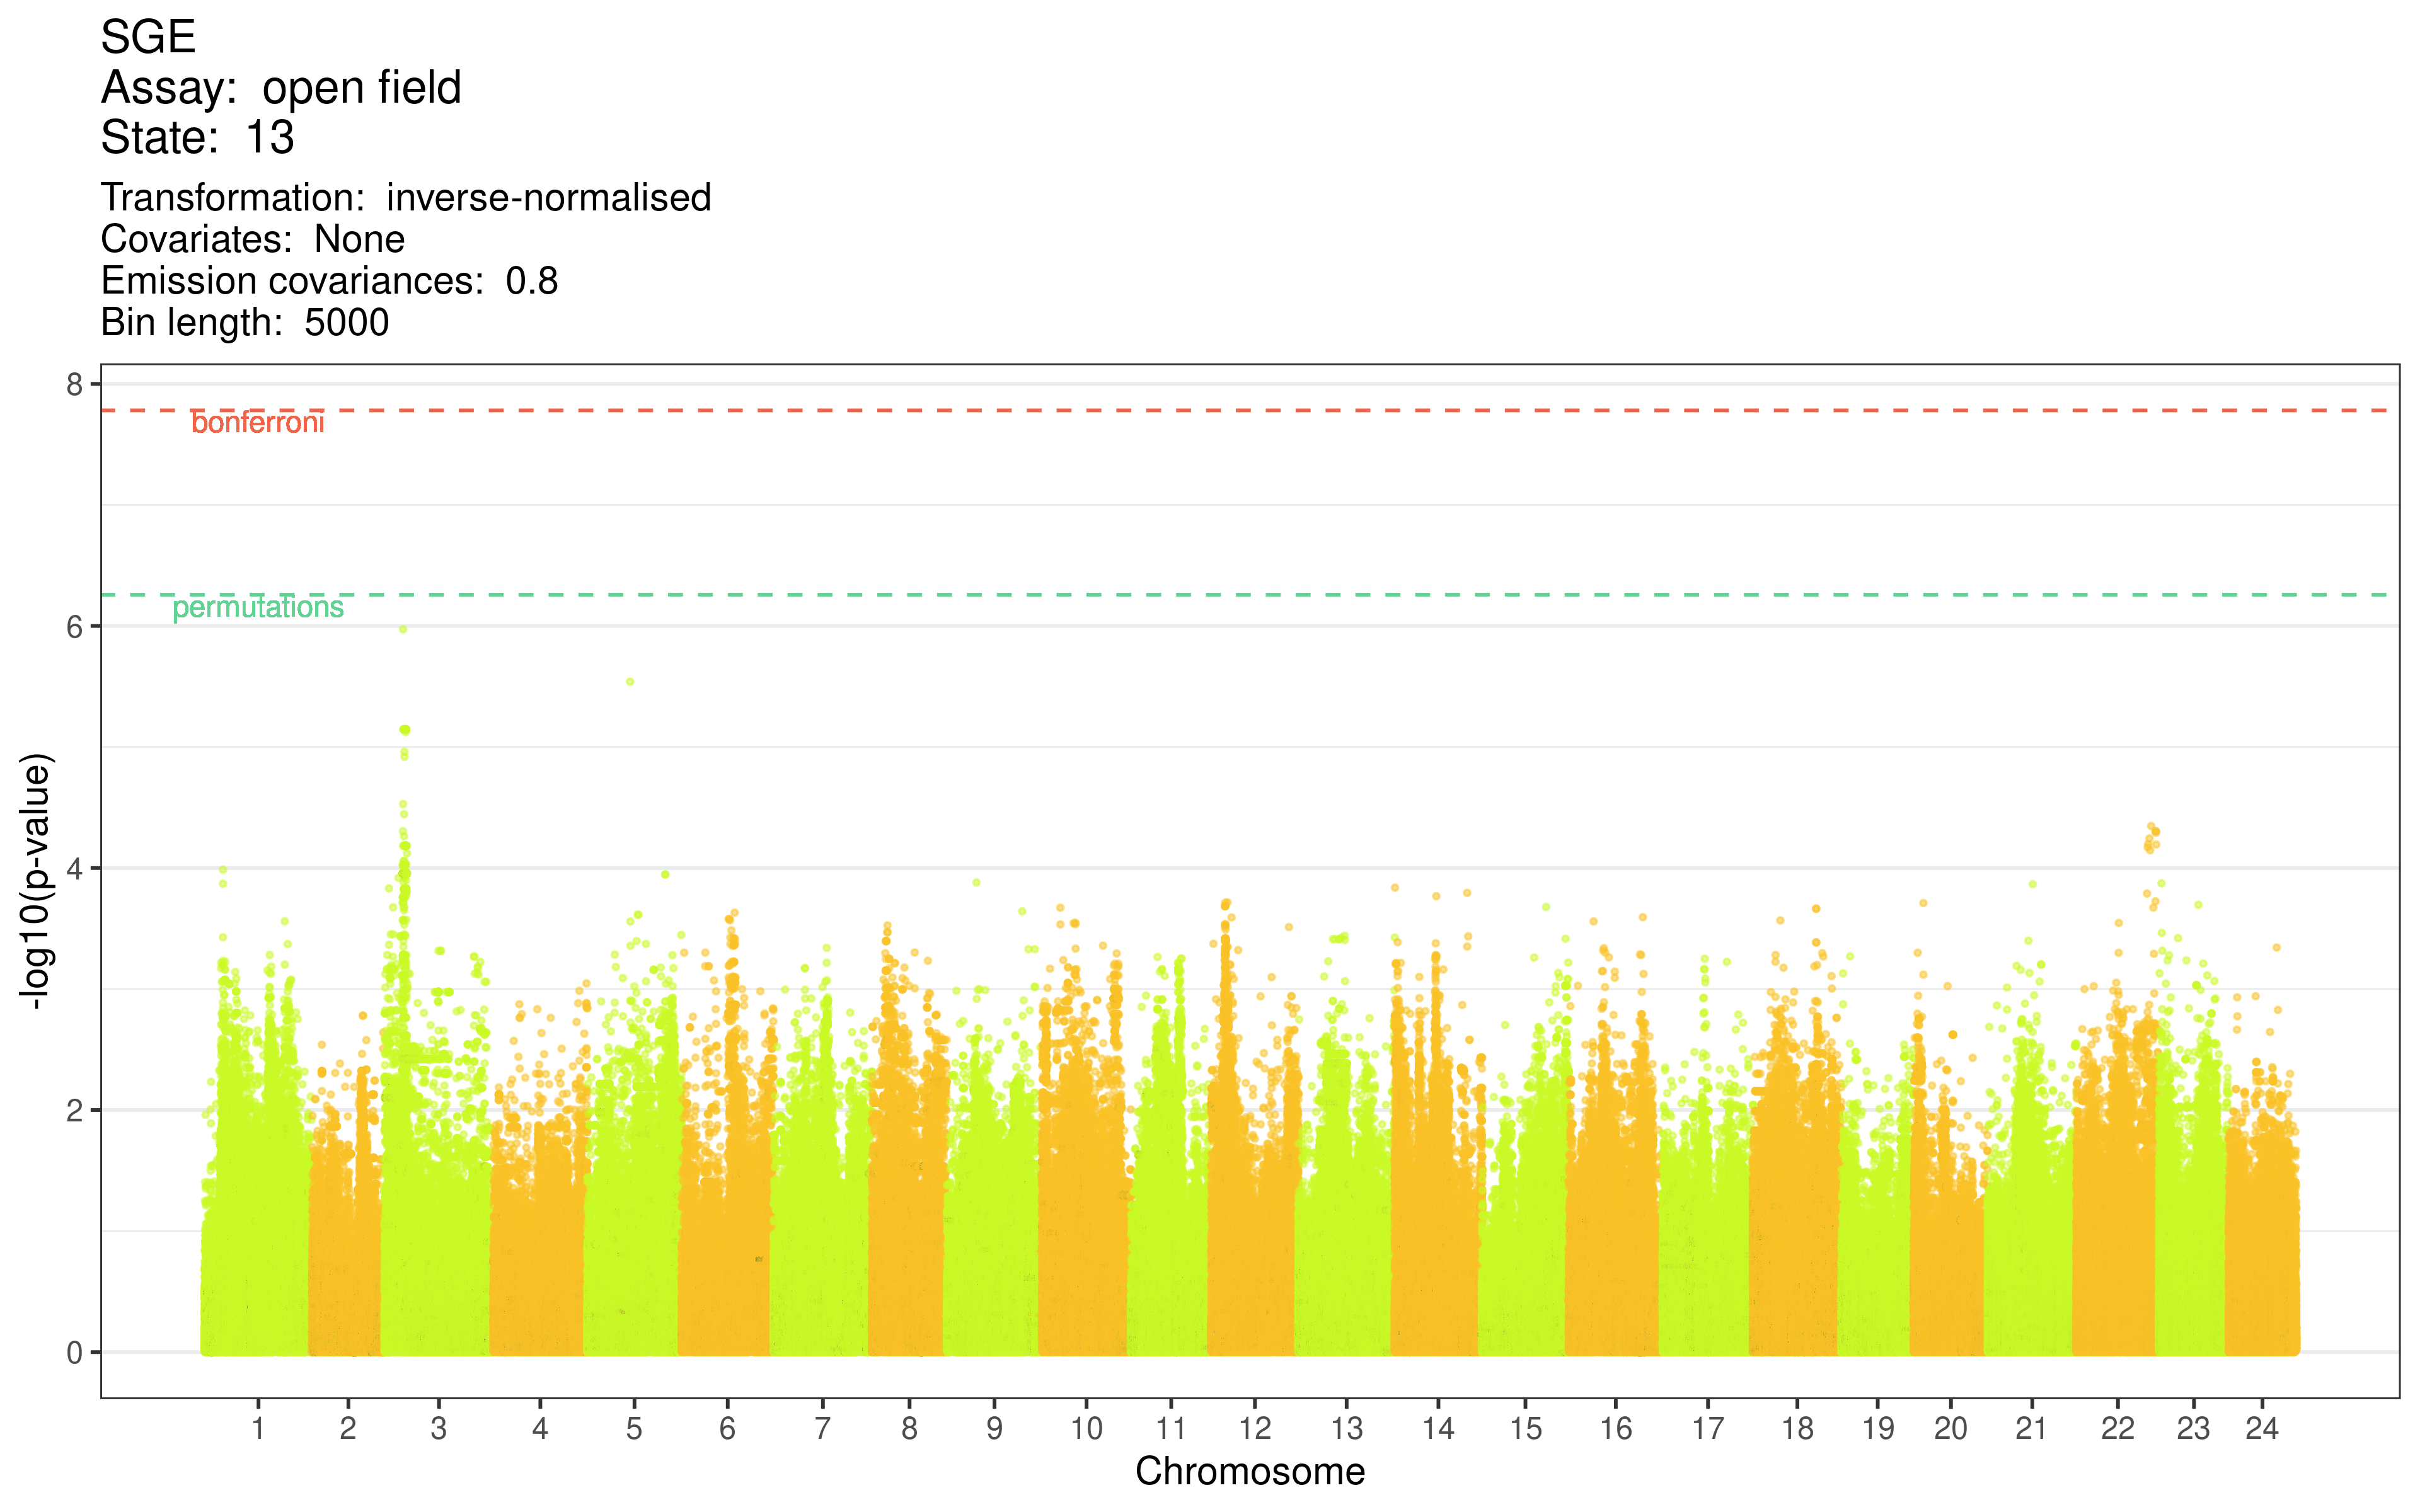 SGE
Assay:  open field
State:  13
Transformation:  inverse-normalised
Covariates:  None
Emission covariances:  0.8
Bin length:  5000
8
bonferroni
permutations
6
4
2
0
-log10(p-value)
1 2 3 4 5 6 7 8 9 10 11 12 13 14 15 16 17 18 19 20 21 22 23 24
Chromosome